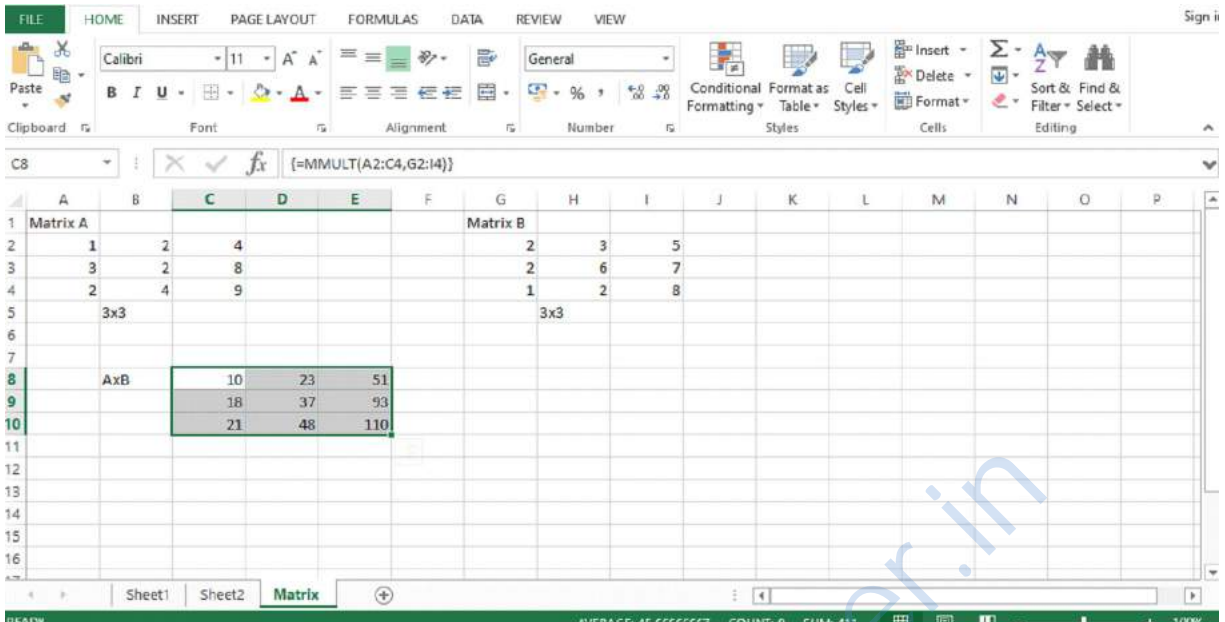 FILE HOME INSERT PAGE LAYOUT FORMULAS DATA REVIEW VIEW Sign in
Calibri 11 A A General Insert
Delete
Paste B I U A % Conditional Format as Cell Format Sort & Find &
Formatting Table Styles Filter Select
Clipboard Font Alignment Number Styles Cells Editing
C8 fx {=MMULT(A2:C4,G2:I4)}
A B C D E F G H I J K L M N O P
1 Matrix A Matrix B
2 1 2 4 2 3 5
3 3 2 8 2 6 7
4 2 4 9 1 2 8
5 3x3 3x3
6
7
8 AxB 10 23 51
9 18 37 93
10 21 48 110
11
12
13
14
15
16
Sheet1 Sheet2 Matrix